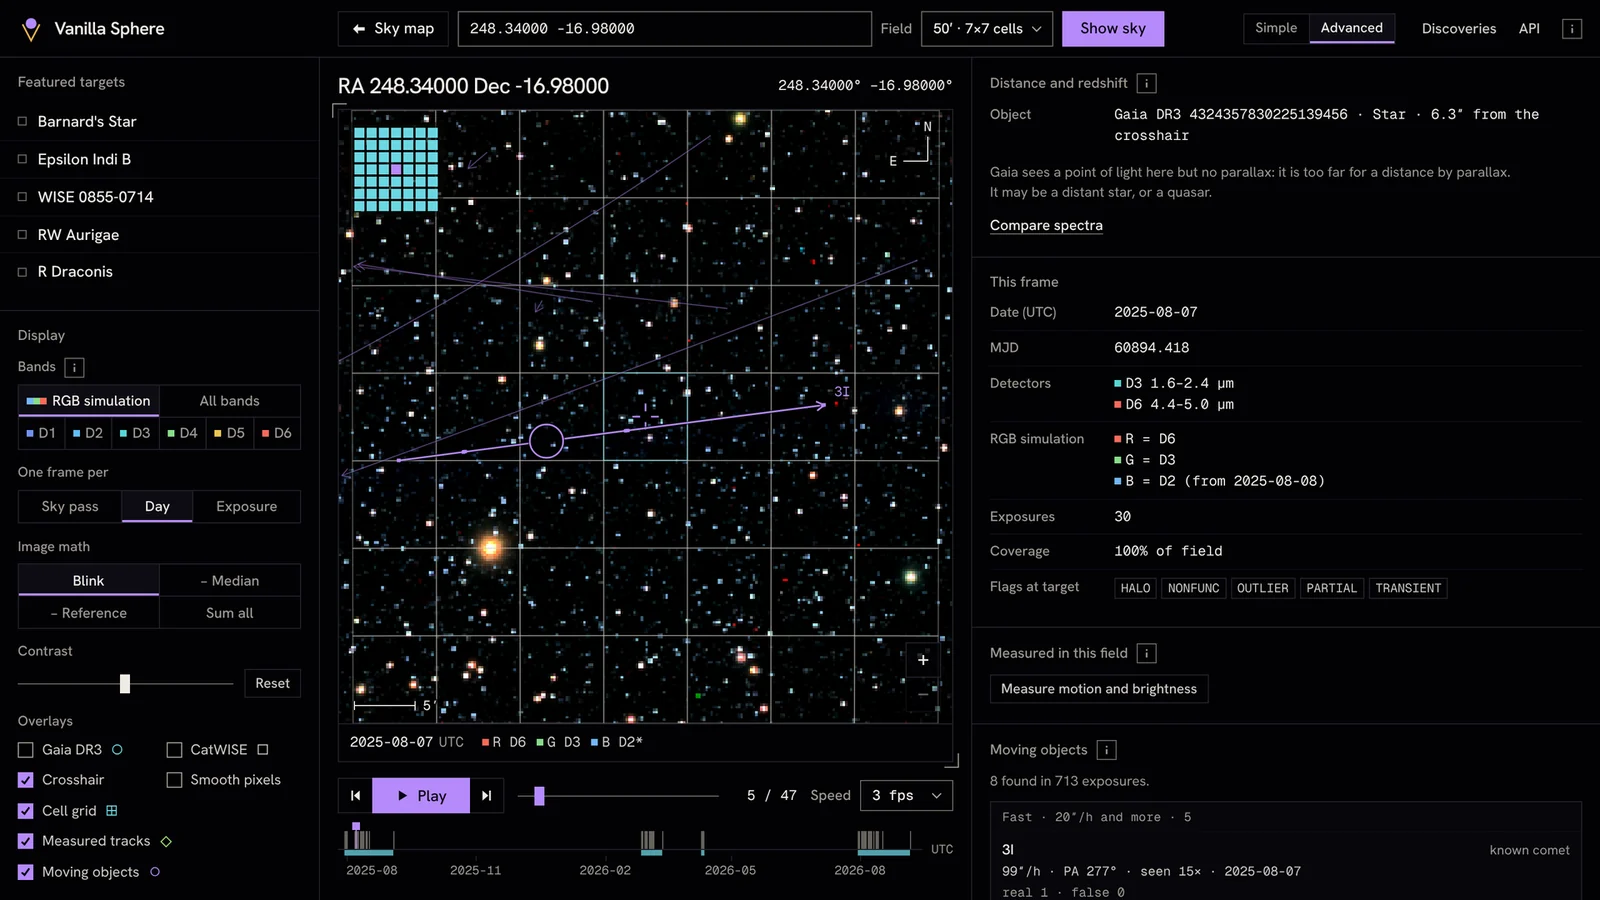 Vanilla Sphere
Sky map
248.34000 -16.98000
Field
50′ · 7×7 cells
Show sky
Simple
Advanced
Discoveries
API
i
Featured targets
Barnard's Star
Epsilon Indi B
WISE 0855-0714
RW Aurigae
R Draconis
Display
Bands i
RGB simulation
All bands
D1 D2 D3 D4 D5 D6
One frame per
Sky pass Day Exposure
Image math
Blink – Median
– Reference Sum all
Contrast
Reset
Overlays
Gaia DR3 CatWISE
Crosshair Smooth pixels
Cell grid
Measured tracks
Moving objects
RA 248.34000 Dec -16.98000
248.34000° -16.98000°
N
E
3I
+
−
5′
2025-08-07 UTC R D6 G D3 B D2*
Play
5 / 47 Speed 3 fps
UTC
2025-08 2025-11 2026-02 2026-05 2026-08
Distance and redshift i
Object Gaia DR3 4324357830225139456 · Star · 6.3″ from the
crosshair
Gaia sees a point of light here but no parallax: it is too far for a distance by parallax.
It may be a distant star, or a quasar.
Compare spectra
This frame
Date (UTC) 2025-08-07
MJD 60894.418
Detectors D3 1.6–2.4 µm
D6 4.4–5.0 µm
RGB simulation R = D6
G = D3
B = D2 (from 2025-08-08)
Exposures 30
Coverage 100% of field
Flags at target HALO NONFUNC OUTLIER PARTIAL TRANSIENT
Measured in this field i
Measure motion and brightness
Moving objects i
8 found in 713 exposures.
Fast · 20″/h and more · 5
3I known comet
99″/h · PA 277° · seen 15× · 2025-08-07
real 1 · false 0